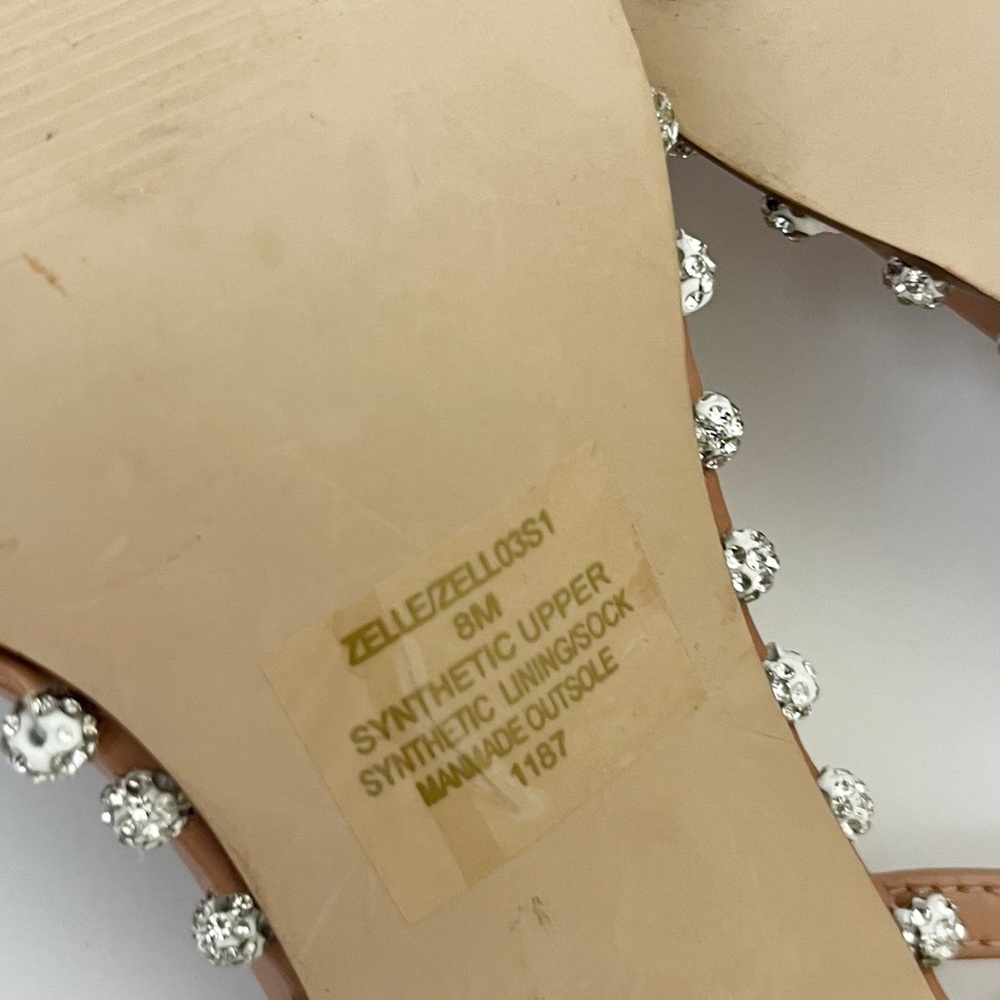 ZELLE/ZELL03S1
8M
SYNTHETIC UPPER
SYNTHETIC LINING/SOCK
MANMADE OUTSOLE
1187